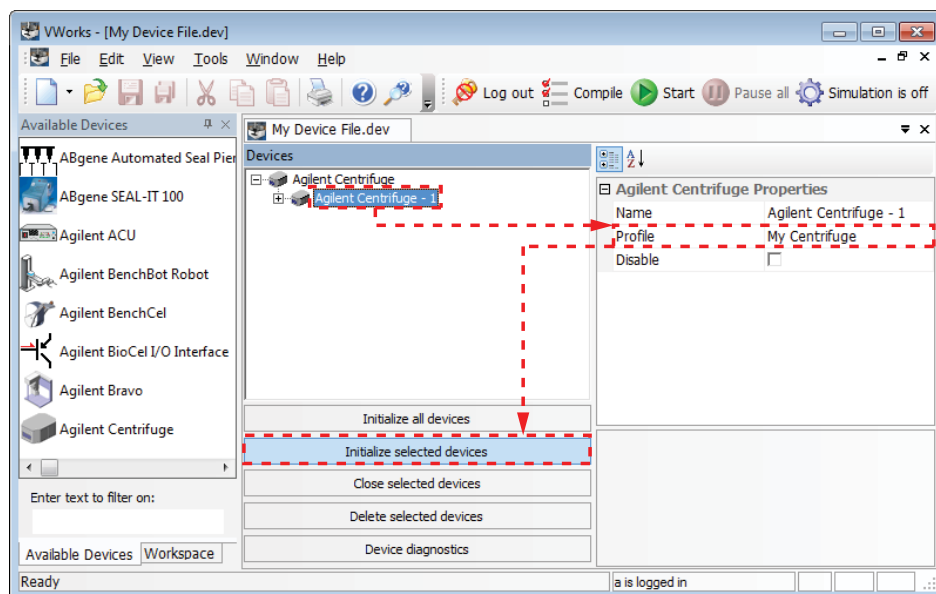 VWorks - [My Device File.dev]
File Edit View Tools Window Help
Log out Compile Start Pause all Simulation is off
Available Devices
ABgene Automated Seal Pier
ABgene SEAL-IT 100
Agilent ACU
Agilent BenchBot Robot
Agilent BenchCel
Agilent BioCel I/O Interface
Agilent Bravo
Agilent Centrifuge
Enter text to filter on:
Available Devices Workspace
My Device File.dev
Devices
Agilent Centrifuge
Agilent Centrifuge - 1
Initialize all devices
Initialize selected devices
Close selected devices
Delete selected devices
Device diagnostics
Agilent Centrifuge Properties
Name Agilent Centrifuge - 1
Profile My Centrifuge
Disable
Ready a is logged in